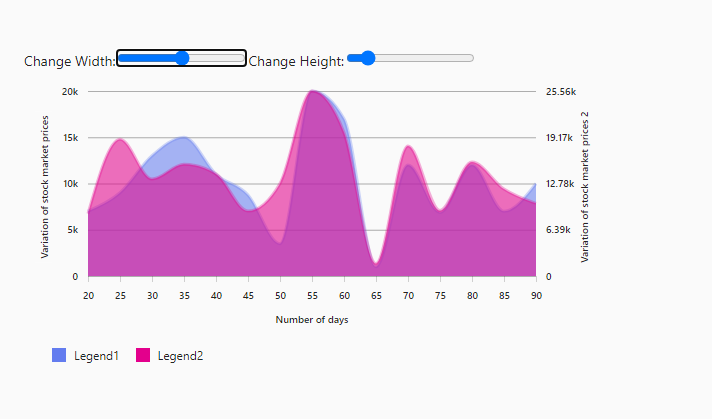 Change Width: Change Height:
20k 25.56k
15k 19.17k
10k 12.78k
5k 6.39k
0 0
Variation of stock market prices
Variation of stock market prices 2
20 25 30 35 40 45 50 55 60 65 70 75 80 85 90
Number of days
Legend1 Legend2